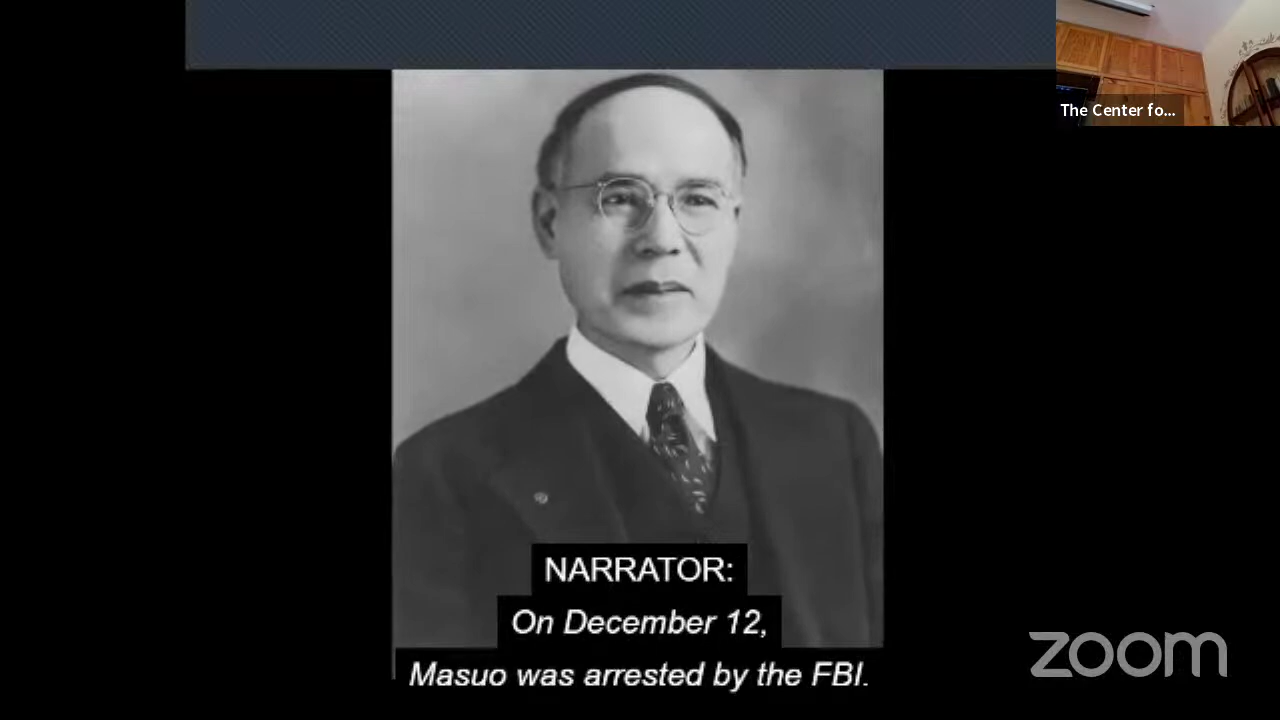 The Center fo...
NARRATOR:
On December 12,
Masuo was arrested by the FBI.
zoom